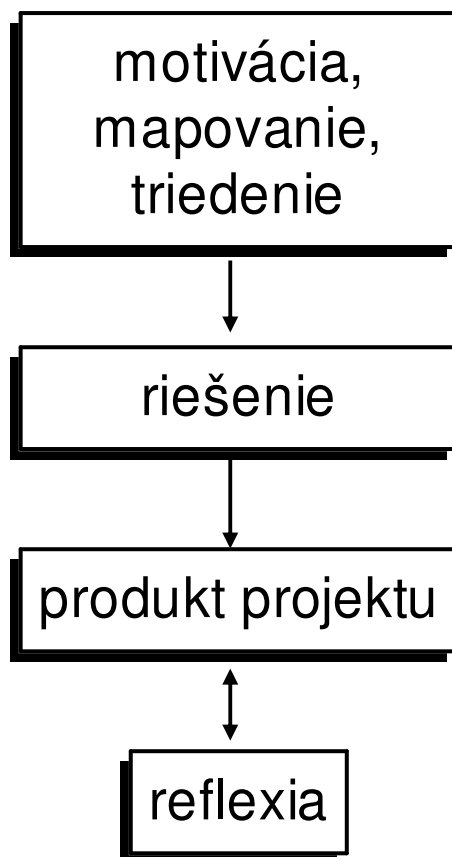 motivácia,
mapovanie,
triedenie
riešenie
produkt projektu
reflexia